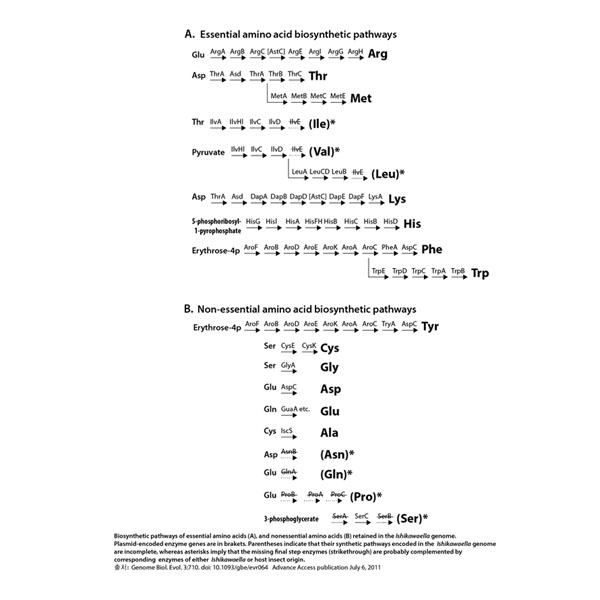 A. Essential amino acid biosynthetic pathways
Glu ArgA ArgB ArgC [AstC] ArgE ArgI ArgG ArgH Arg
Asp ThrA Asd ThrA ThrB ThrC Thr
MetA MetB MetC MetE Met
Thr IlvA IlvHI IlvC IlvD IlvE (Ile)*
Pyruvate IlvHI IlvC IlvD IlvE (Val)*
LeuA LeuCD LeuB IlvE (Leu)*
Asp ThrA Asd DapA DapB DapD [AstC] DapE DapF LysA Lys
5-phosphoribosyl-
1-pyrophosphate HisG HisI HisA HisFH HisB HisC HisB HisD His
Erythrose-4p AroF AroB AroD AroE AroK AroA AroC PheA AspC Phe
TrpE TrpD TrpC TrpA TrpB Trp
B. Non-essential amino acid biosynthetic pathways
Erythrose-4p AroF AroB AroD AroE AroK AroA AroC TryA AspC Tyr
Ser CysE CysK Cys
Ser GlyA Gly
Glu AspC Asp
Gln GuaA etc. Glu
Cys IscS Ala
Asp AsnB (Asn)*
Glu GlnA (Gln)*
Glu ProB ProA ProC (Pro)*
3-phosphoglycerate SerA SerC SerB (Ser)*
Biosynthetic pathways of essential amino acids (A), and nonessential amino acids (B) retained in the Ishikawaella genome.
Plasmid-encoded enzyme genes are in brakets. Parentheses indicate that their synthetic pathways encoded in the Ishikawaella genome
are incomplete, whereas asterisks imply that the missing final step enzymes (strikethrough) are probably complemented by
corresponding enzymes of either Ishikawaella or host insect origin.
출처: Genome Biol. Evol. 3:710. doi: 10.1093/gbe/evr064 Advance Access publication July 6, 2011